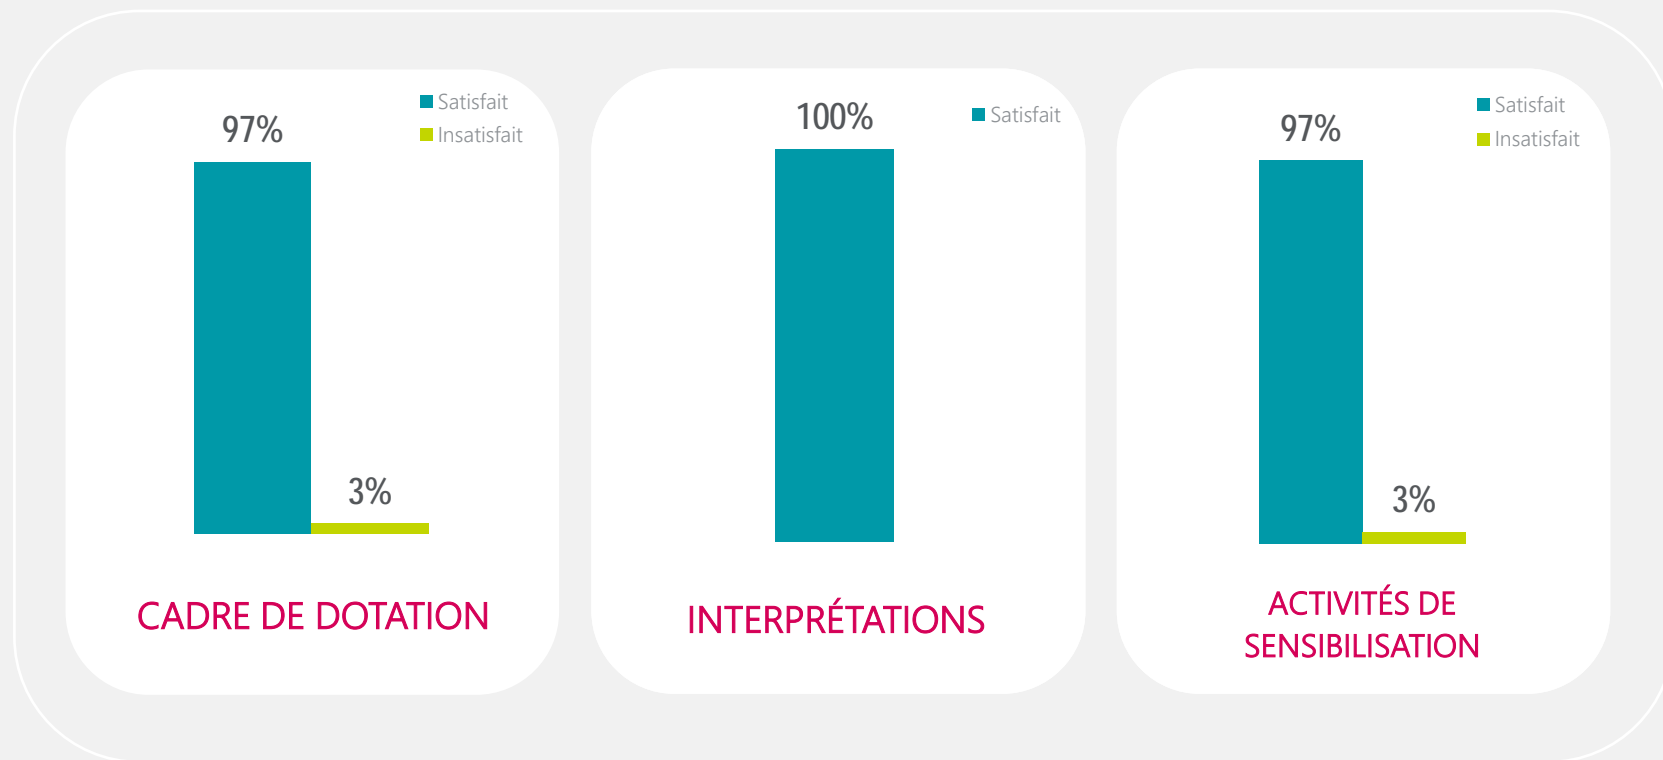 Satisfait
Insatisfait
97%
3%
CADRE DE DOTATION
Satisfait
100%
INTERPRÉTATIONS
Satisfait
Insatisfait
97%
3%
ACTIVITÉS DE
SENSIBILISATION